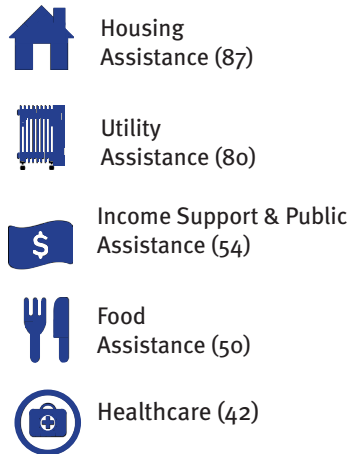 Housing
Assistance (87)
Utility
Assistance (80)
$
Income Support & Public
Assistance (54)
Food
Assistance (50)
Healthcare (42)